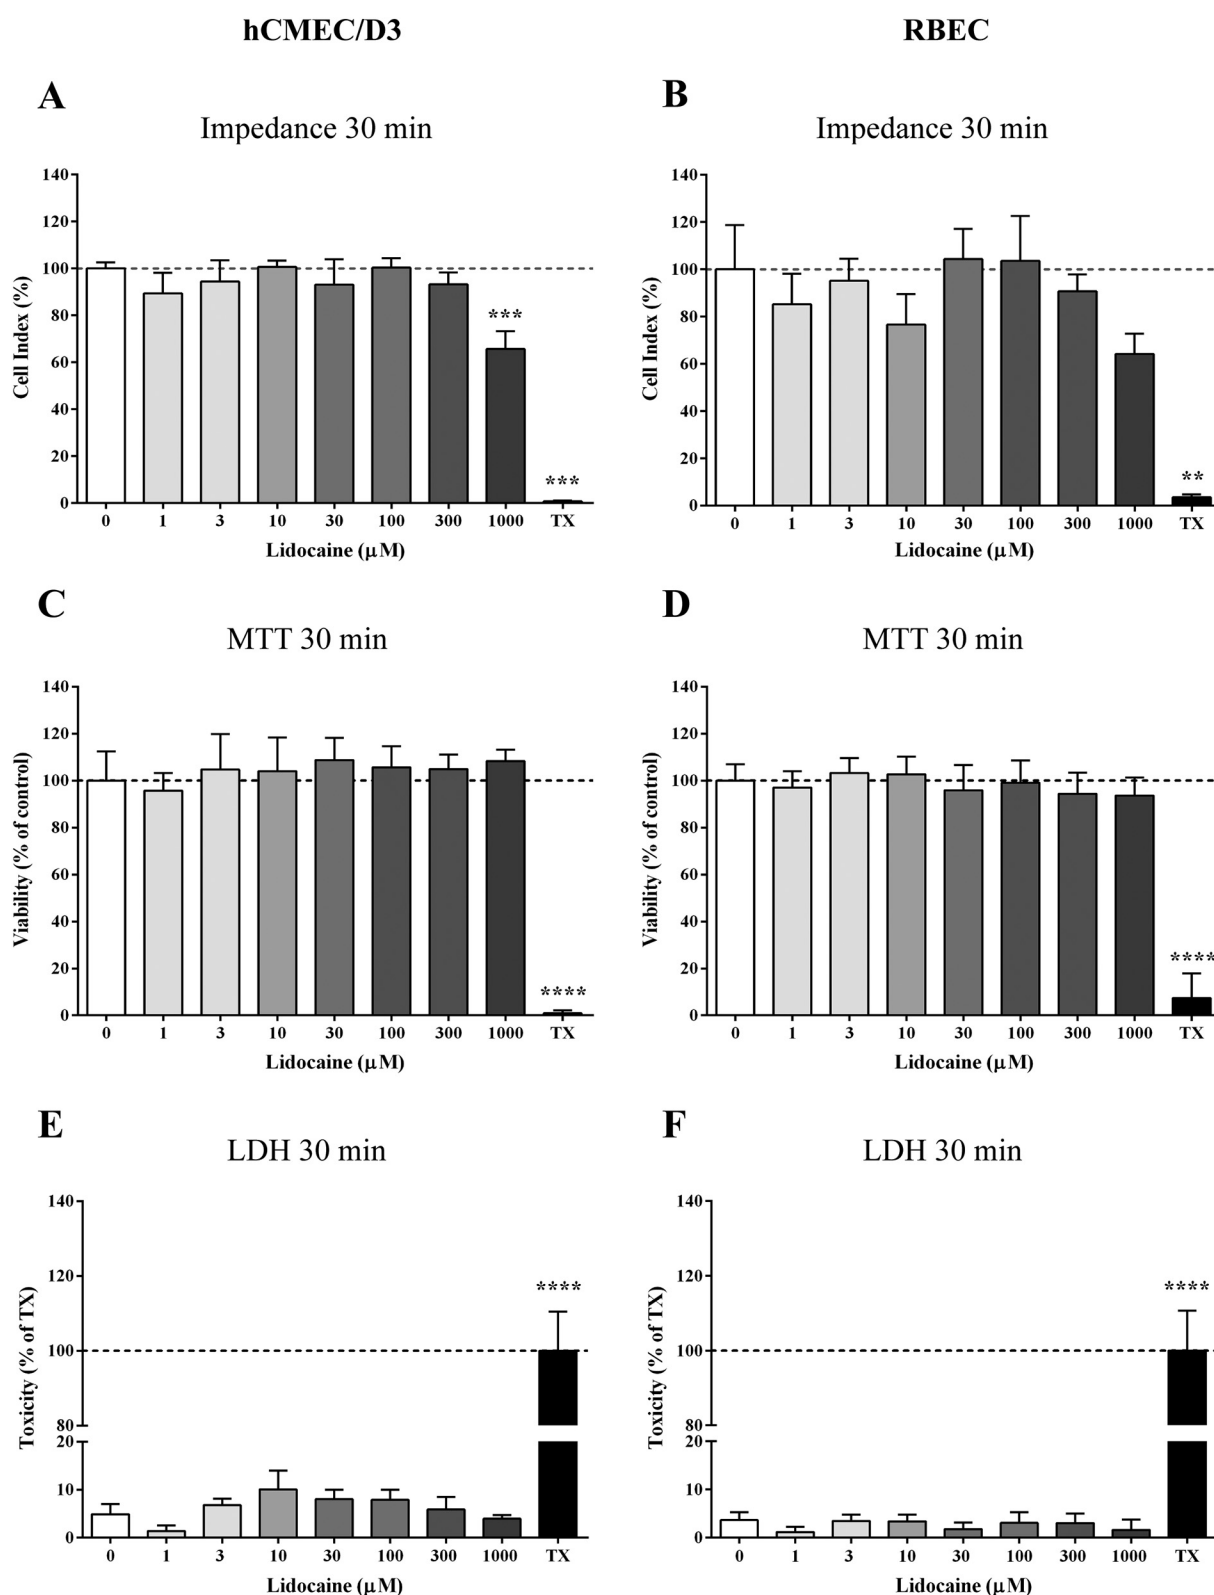 hCMEC/D3
RBEC
A
Impedance 30 min
140
120
100
80
60
40
20
0
Cell Index (%)
***
***
0 1 3 10 30 100 300 1000 TX
Lidocaine (μM)
B
Impedance 30 min
140
120
100
80
60
40
20
0
Cell Index (%)
**
0 1 3 10 30 100 300 1000 TX
Lidocaine (μM)
C
MTT 30 min
140
120
100
80
60
40
20
0
Viability (% of control)
****
0 1 3 10 30 100 300 1000 TX
Lidocaine (μM)
D
MTT 30 min
140
120
100
80
60
40
20
0
Viability (% of control)
****
0 1 3 10 30 100 300 1000 TX
Lidocaine (μM)
E
LDH 30 min
140
120
100
80
20
10
0
Toxicity (% of TX)
****
0 1 3 10 30 100 300 1000 TX
Lidocaine (μM)
F
LDH 30 min
140
120
100
80
20
10
0
Toxicity (% of TX)
****
0 1 3 10 30 100 300 1000 TX
Lidocaine (μM)